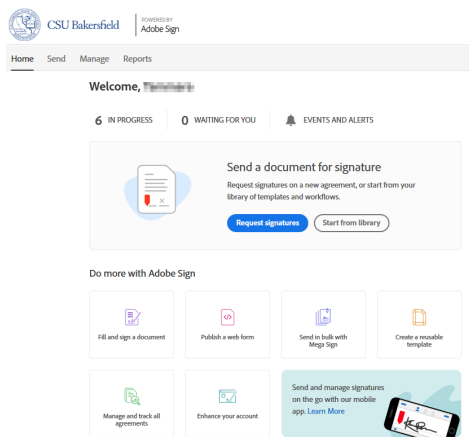 CSU Bakersfield
POWERED BY
Adobe Sign
Home Send Manage Reports
Welcome,
6 IN PROGRESS 0 WAITING FOR YOU EVENTS AND ALERTS
Send a document for signature
Request signatures on a new agreement, or start from your
library of templates and workflows.
Request signatures Start from library
Do more with Adobe Sign
Fill and sign a document
Publish a web form
Send in bulk with
Mega Sign
Create a reusable
template
Manage and track all
agreements
Enhance your account
Send and manage signatures
on the go with our mobile
app. Learn More